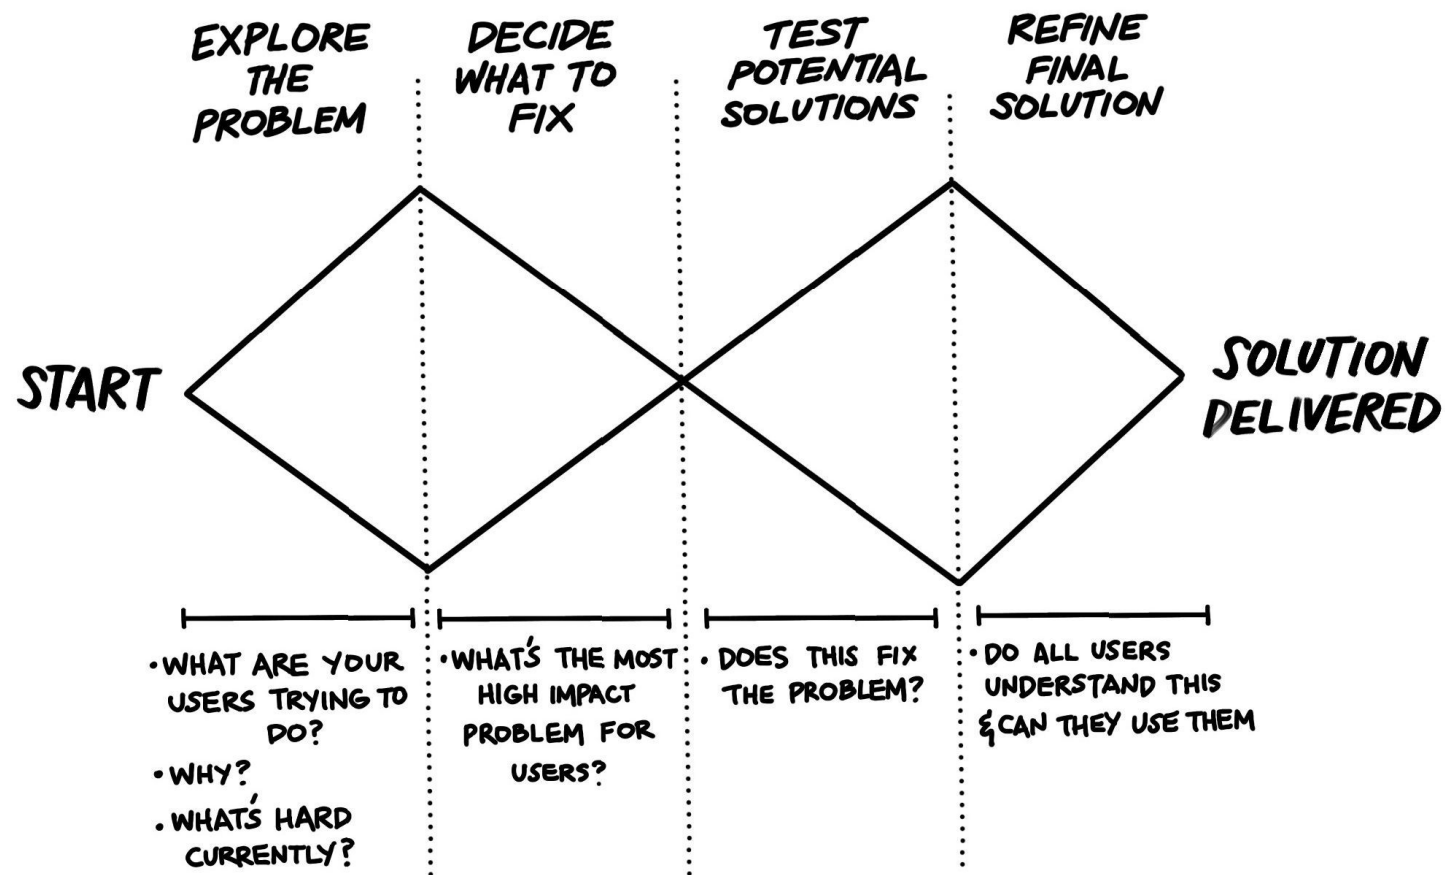 EXPLORE
THE
PROBLEM
DECIDE
WHAT TO
FIX
TEST
POTENTIAL
SOLUTIONS
REFINE
FINAL
SOLUTION
START
SOLUTION
DELIVERED
· WHAT ARE YOUR
USERS TRYING TO
DO?
· WHY?
· WHAT'S HARD
CURRENTLY?
· WHAT'S THE MOST
HIGH IMPACT
PROBLEM FOR
USERS?
· DOES THIS FIX
THE PROBLEM?
· DO ALL USERS
UNDERSTAND THIS
& CAN THEY USE THEM